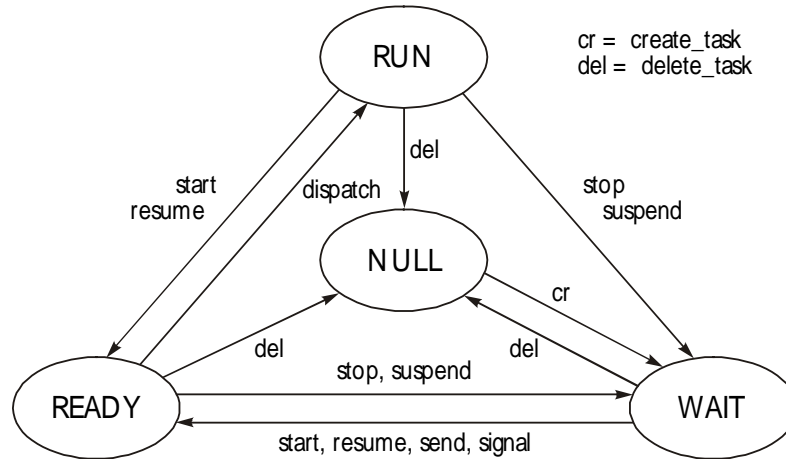 RUN
cr = create_task
del = delete_task
del
start
resume
dispatch
stop
suspend
NULL
cr
del
del
stop, suspend
READY
WAIT
start, resume, send, signal